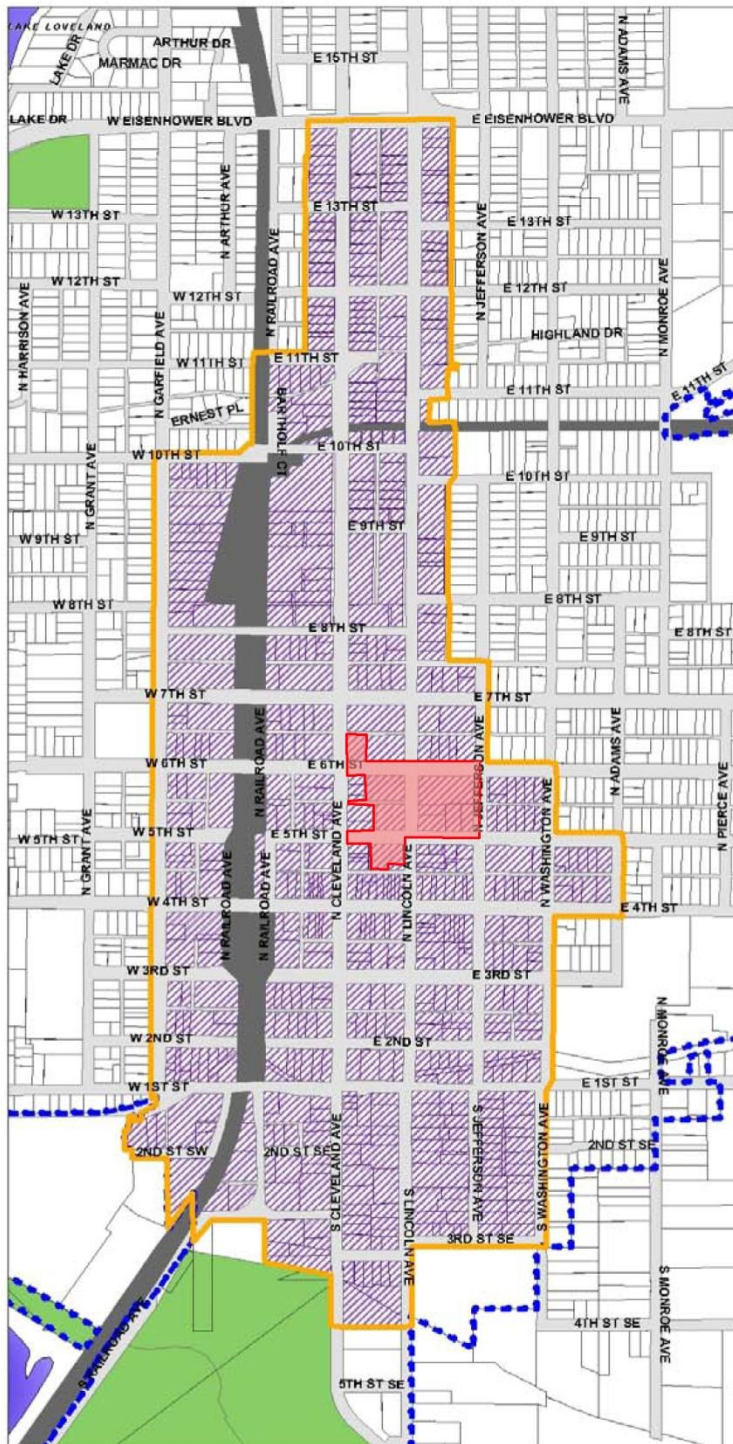 LAKE LOVELAND
LAKE DR
ARTHUR DR
MARMAC DR
E 15TH ST
N ADAMS AVE
LAKE DR
W EISENHOWER BLVD
E EISENHOWER BLVD
N ARTHUR AVE
W 13TH ST
E 13TH ST
E 13TH ST
N RAILROAD AVE
N JEFFERSON AVE
N MONROE AVE
N HARRISON AVE
W 12TH ST
W 12TH ST
E 12TH ST
HIGHLAND DR
N GARFIELD AVE
W 11TH ST
E 11TH ST
E 11TH ST
E 11TH ST
ERNEST PL
BARTHOLF CT
W 10TH ST
E 10TH ST
E 10TH ST
N GRANT AVE
W 9TH ST
E 9TH ST
E 9TH ST
W 8TH ST
E 8TH ST
E 8TH ST
E 8TH ST
W 7TH ST
E 7TH ST
N RAILROAD AVE
N JEFFERSON AVE
N ADAMS AVE
W 6TH ST
E 6TH ST
N PIERCE AVE
N GRANT AVE
W 5TH ST
W 5TH ST
E 5TH ST
N CLEVELAND AVE
N LINCOLN AVE
N WASHINGTON AVE
N RAILROAD AVE
N RAILROAD AVE
W 4TH ST
E 4TH ST
W 3RD ST
E 3RD ST
W 2ND ST
E 2ND ST
N MONROE AVE
W 1ST ST
E 1ST ST
2ND ST SW
2ND ST SE
2ND ST SE
S CLEVELAND AVE
S LINCOLN AVE
S JEFFERSON AVE
S WASHINGTON AVE
3RD ST SE
S MONROE AVE
S RAILROAD AVE
4TH ST SE
5TH ST SE